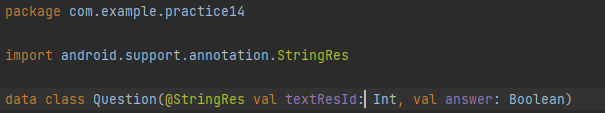 package com.example.practice14
import android.support.annotation.StringRes
data class Question(@StringRes val textResId: Int, val answer: Boolean)